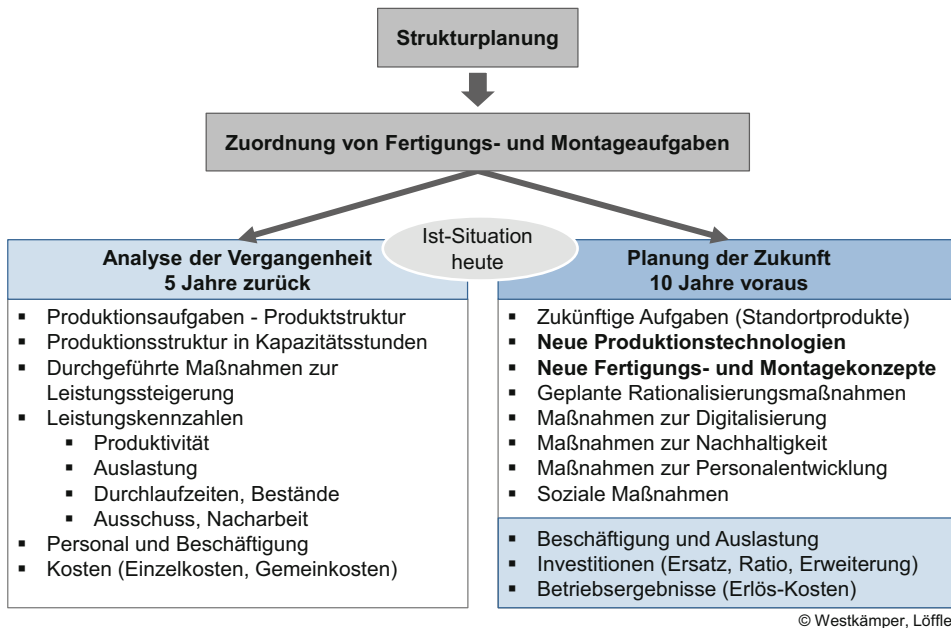 Strukturplanung
Zuordnung von Fertigungs- und Montageaufgaben
Ist-Situation
heute
Analyse der Vergangenheit
5 Jahre zurück
▪ Produktionsaufgaben - Produktstruktur
▪ Produktionsstruktur in Kapazitätsstunden
▪ Durchgeführte Maßnahmen zur
Leistungssteigerung
▪ Leistungskennzahlen
▪ Produktivität
▪ Auslastung
▪ Durchlaufzeiten, Bestände
▪ Ausschuss, Nacharbeit
▪ Personal und Beschäftigung
▪ Kosten (Einzelkosten, Gemeinkosten)
Planung der Zukunft
10 Jahre voraus
▪ Zukünftige Aufgaben (Standortprodukte)
▪ Neue Produktionstechnologien
▪ Neue Fertigungs- und Montagekonzepte
▪ Geplante Rationalisierungsmaßnahmen
▪ Maßnahmen zur Digitalisierung
▪ Maßnahmen zur Nachhaltigkeit
▪ Maßnahmen zur Personalentwicklung
▪ Soziale Maßnahmen
▪ Beschäftigung und Auslastung
▪ Investitionen (Ersatz, Ratio, Erweiterung)
▪ Betriebsergebnisse (Erlös-Kosten)
© Westkämper, Löffle